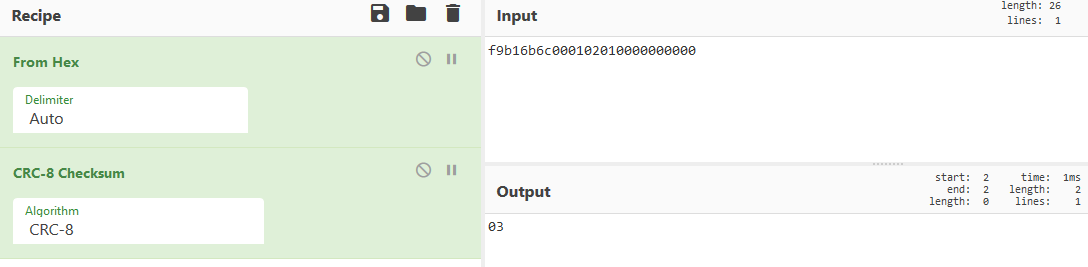 Recipe
From Hex
Delimiter
Auto
CRC-8 Checksum
Algorithm
CRC-8
Input
length: 26
lines: 1
f9b16b6c000102010000000000
Output
start: 2 time: 1ms
end: 2 length: 2
length: 0 lines: 1
03